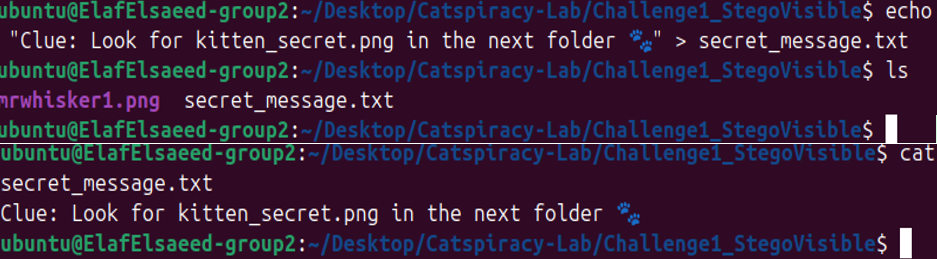 ubuntu@ElafElsaeed-group2:~/Desktop/Catspiracy-Lab/Challenge1_StegoVisible$ echo
"Clue: Look for kitten_secret.png in the next folder 🐾" > secret_message.txt
ubuntu@ElafElsaeed-group2:~/Desktop/Catspiracy-Lab/Challenge1_StegoVisible$ ls
mrwhisker1.png  secret_message.txt
ubuntu@ElafElsaeed-group2:~/Desktop/Catspiracy-Lab/Challenge1_StegoVisible$
ubuntu@ElafElsaeed-group2:~/Desktop/Catspiracy-Lab/Challenge1_StegoVisible$ cat
secret_message.txt
Clue: Look for kitten_secret.png in the next folder 🐾
ubuntu@ElafElsaeed-group2:~/Desktop/Catspiracy-Lab/Challenge1_StegoVisible$